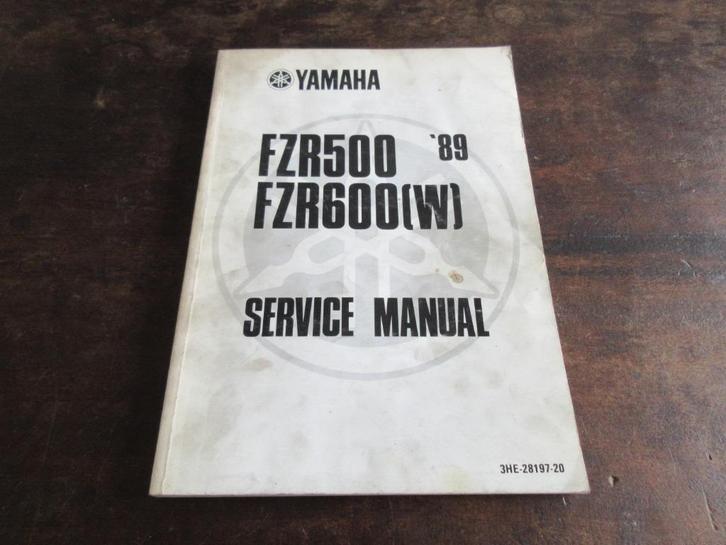 YAMAHA
FZR500 '89
FZR600(W)
SERVICE MANUAL
3HE-28197-20